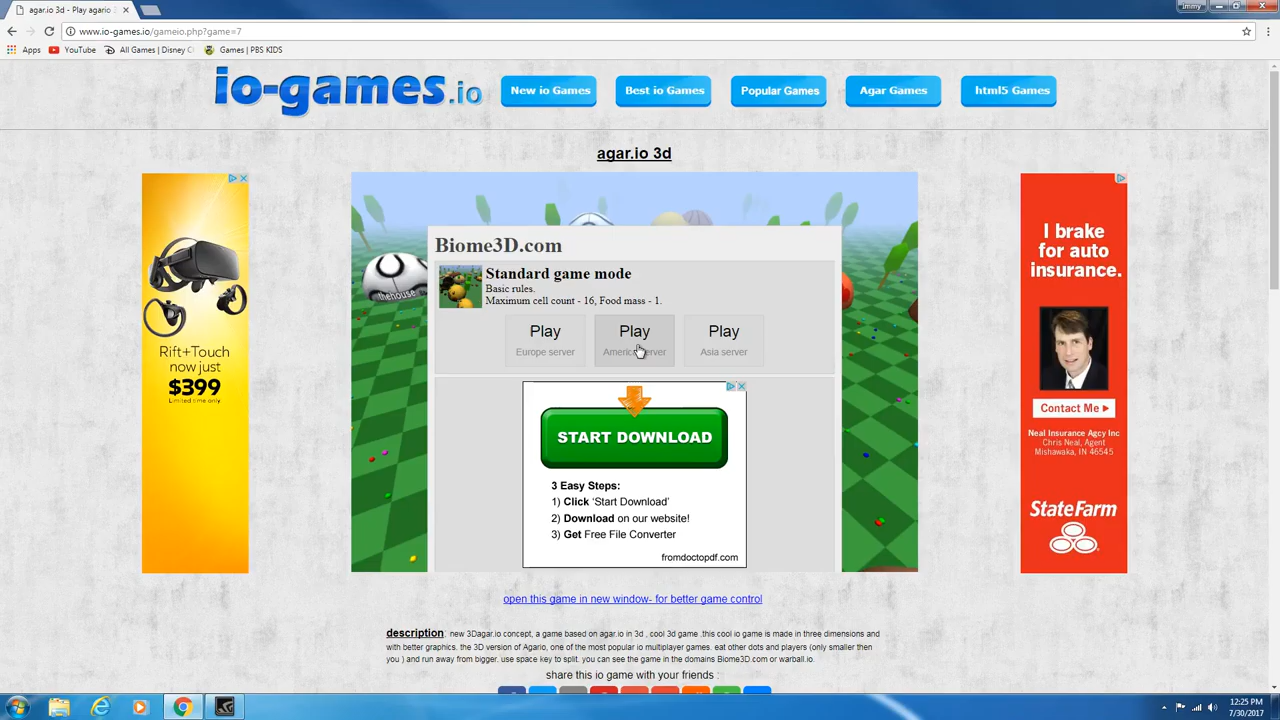 agar.io 3d - Play agario
Jimmy
www.io-games.io/gameio.php?game=7
Apps
YouTube
All Games | Disney
Games | PBS KIDS
io-games.io
New io Games
Best io Games
Popular Games
Agar Games
html5 Games
agar.io 3d
Biome3D.com
Standard game mode
Basic rules.
Maximum cell count - 16, Food mass - 1.
Play
Europe server
Play
America server
Play
Asia server
thehouse
START DOWNLOAD
3 Easy Steps:
1) Click 'Start Download'
2) Download on our website!
3) Get Free File Converter
fromdoctopdf.com
Rift+Touch
now just
$399
Limited time only.
I brake
for auto
insurance.
Contact Me
Neal Insurance Agcy Inc
Chris Neal, Agent
Mishawaka, IN 46545
StateFarm
open this game in new window- for better game control
description: new 3Dagar.io concept, a game based on agar.io in 3d , cool 3d game .this cool io game is made in three dimensions and
with better graphics. the 3D version of Agario, one of the most popular io multiplayer games. eat other dots and players (only smaller then
you ) and run away from bigger. use space key to split. you can see the game in the domains Biome3D.com or warball.io.
share this io game with your friends :
12:25 PM
7/30/2017